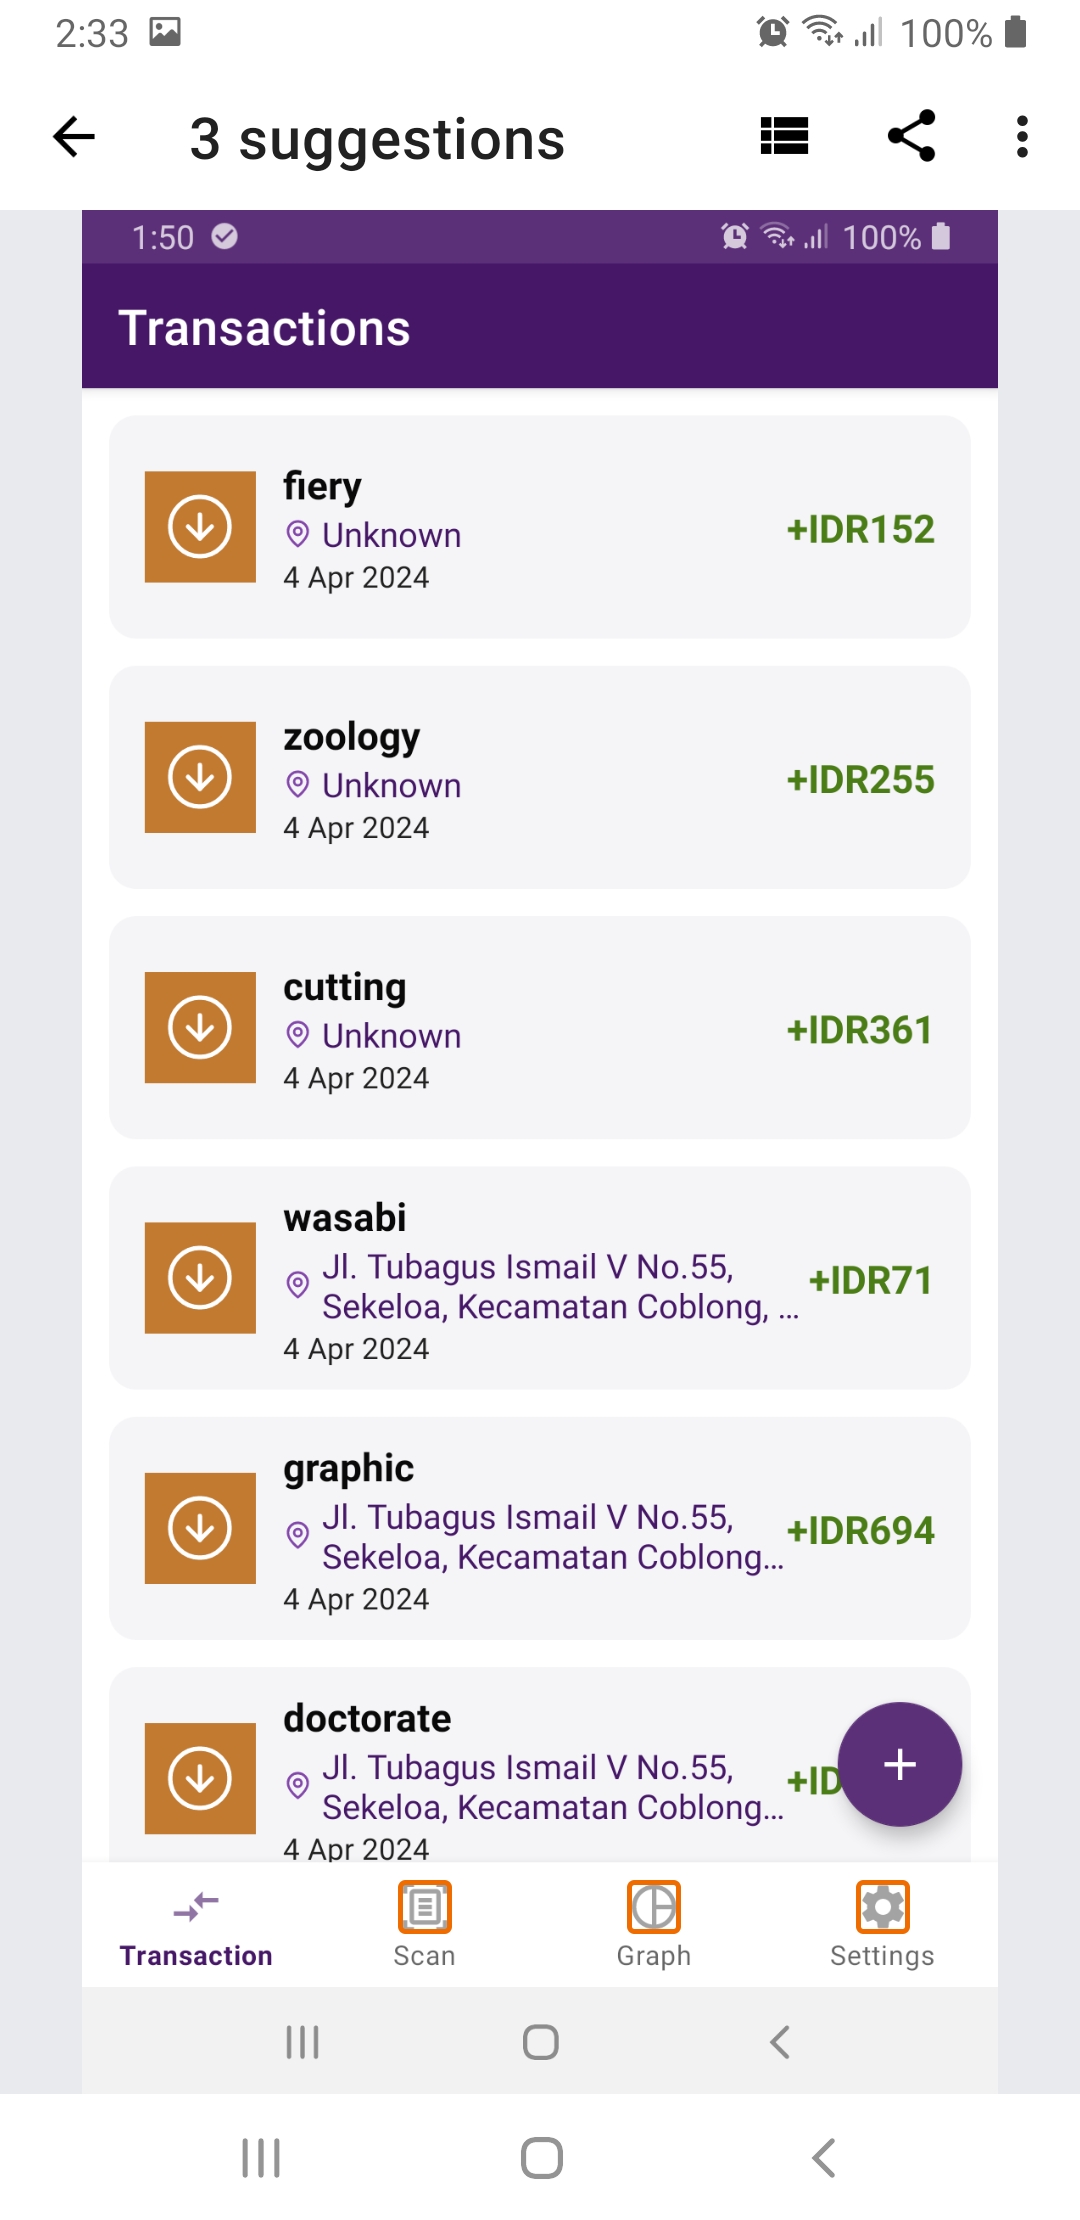 2:33
100%
3 suggestions
1:50
100%
Transactions
fiery
Unknown
+IDR152
4 Apr 2024
zoology
Unknown
+IDR255
4 Apr 2024
cutting
Unknown
+IDR361
4 Apr 2024
wasabi
Jl. Tubagus Ismail V No.55,
Sekeloa, Kecamatan Coblong, ...
+IDR71
4 Apr 2024
graphic
Jl. Tubagus Ismail V No.55,
Sekeloa, Kecamatan Coblong...
+IDR694
4 Apr 2024
doctorate
Jl. Tubagus Ismail V No.55,
Sekeloa, Kecamatan Coblong...
+ID
4 Apr 2024
Transaction
Scan
Graph
Settings